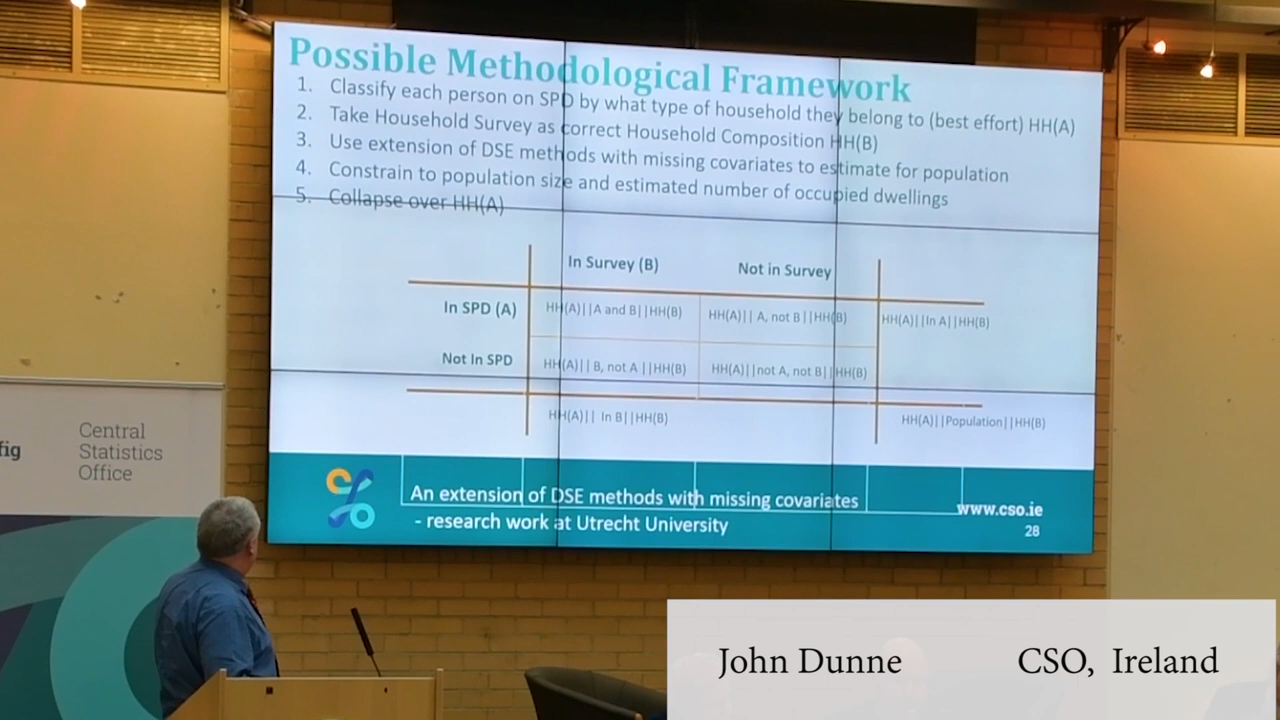 Possible Methodological Framework
1. Classify each person on SPD by what type of household they belong to (best effort) HH(A)
2. Take Household Survey as correct Household Composition HH(B)
3. Use extension of DSE methods with missing covariates to estimate for population
4. Constrain to population size and estimated number of occupied dwellings
5. Collapse over HH(A)
In Survey (B) Not in Survey
In SPD (A) HH(A)||A and B||HH(B) HH(A)|| A, not B||HH(B) HH(A)||In A||HH(B)
Not In SPD HH(A)|| B, not A ||HH(B) HH(A)||not A, not B||HH(B)
HH(A)|| In B||HH(B) HH(A)||Population||HH(B)
An extension of DSE methods with missing covariates
- research work at Utrecht University
www.cso.ie
28
fig
Central
Statistics
Office
John Dunne CSO, Ireland